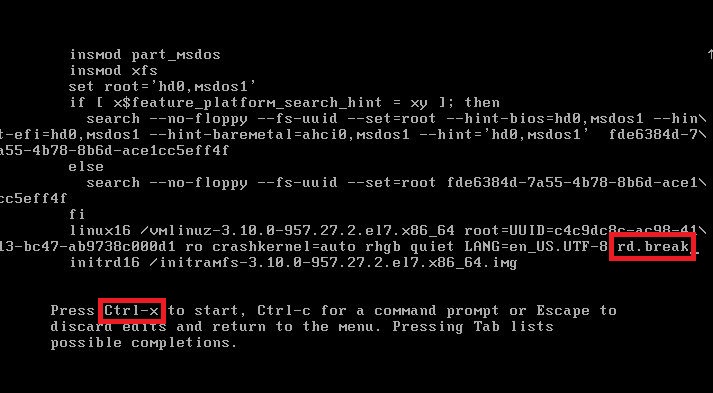 insmod part_msdos
insmod xfs
set root='hd0,msdos1'
if [ x$feature_platform_search_hint = xy ]; then
search --no-floppy --fs-uuid --set=root --hint-bios=hd0,msdos1 --hin\
t-efi=hd0,msdos1 --hint-baremetal=ahci0,msdos1 --hint='hd0,msdos1'  fde6384d-7\
a55-4b78-8b6d-ace1cc5eff4f
else
search --no-floppy --fs-uuid --set=root fde6384d-7a55-4b78-8b6d-ace1\
cc5eff4f
fi
linux16 /vmlinuz-3.10.0-957.27.2.el7.x86_64 root=UUID=c4c9dc8c-ac98-41\
13-bc47-ab9738c000d1 ro crashkernel=auto rhgb quiet LANG=en_US.UTF-8 rd.break_
initrd16 /initramfs-3.10.0-957.27.2.el7.x86_64.img
Press Ctrl-x to start, Ctrl-c for a command prompt or Escape to
discard edits and return to the menu. Pressing Tab lists
possible completions.